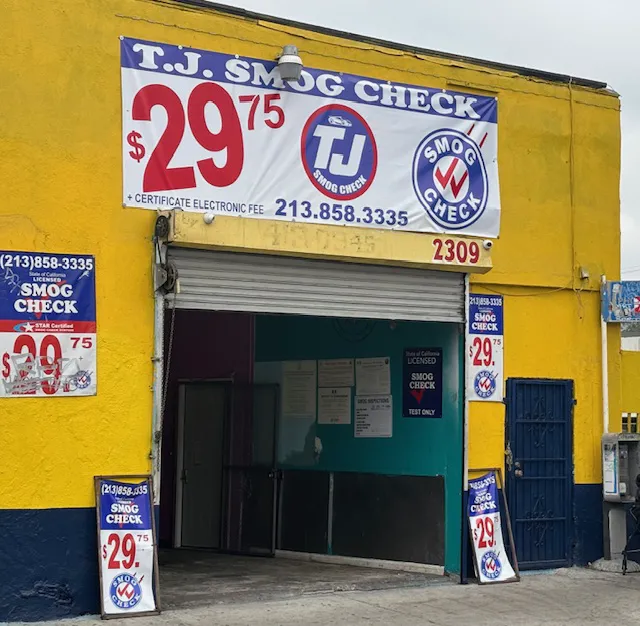 T.J. SMOG CHECK
$29.75
TJ
SMOG CHECK
SMOG
CHECK
+ CERTIFICATE ELECTRONIC FEE
213.858.3335
2309
(213)858-3335
State of California
LICENSED
SMOG
CHECK
STAR Certified
$29.75
213)858-3335
SMOG
CHECK
$29.75
State of California
LICENSED
SMOG
CHECK
TEST ONLY
(213)858-3335
SMOG
CHECK
$29.75
SMOG
CHECK
(213)858-3335
SMOG
CHECK
$29.75